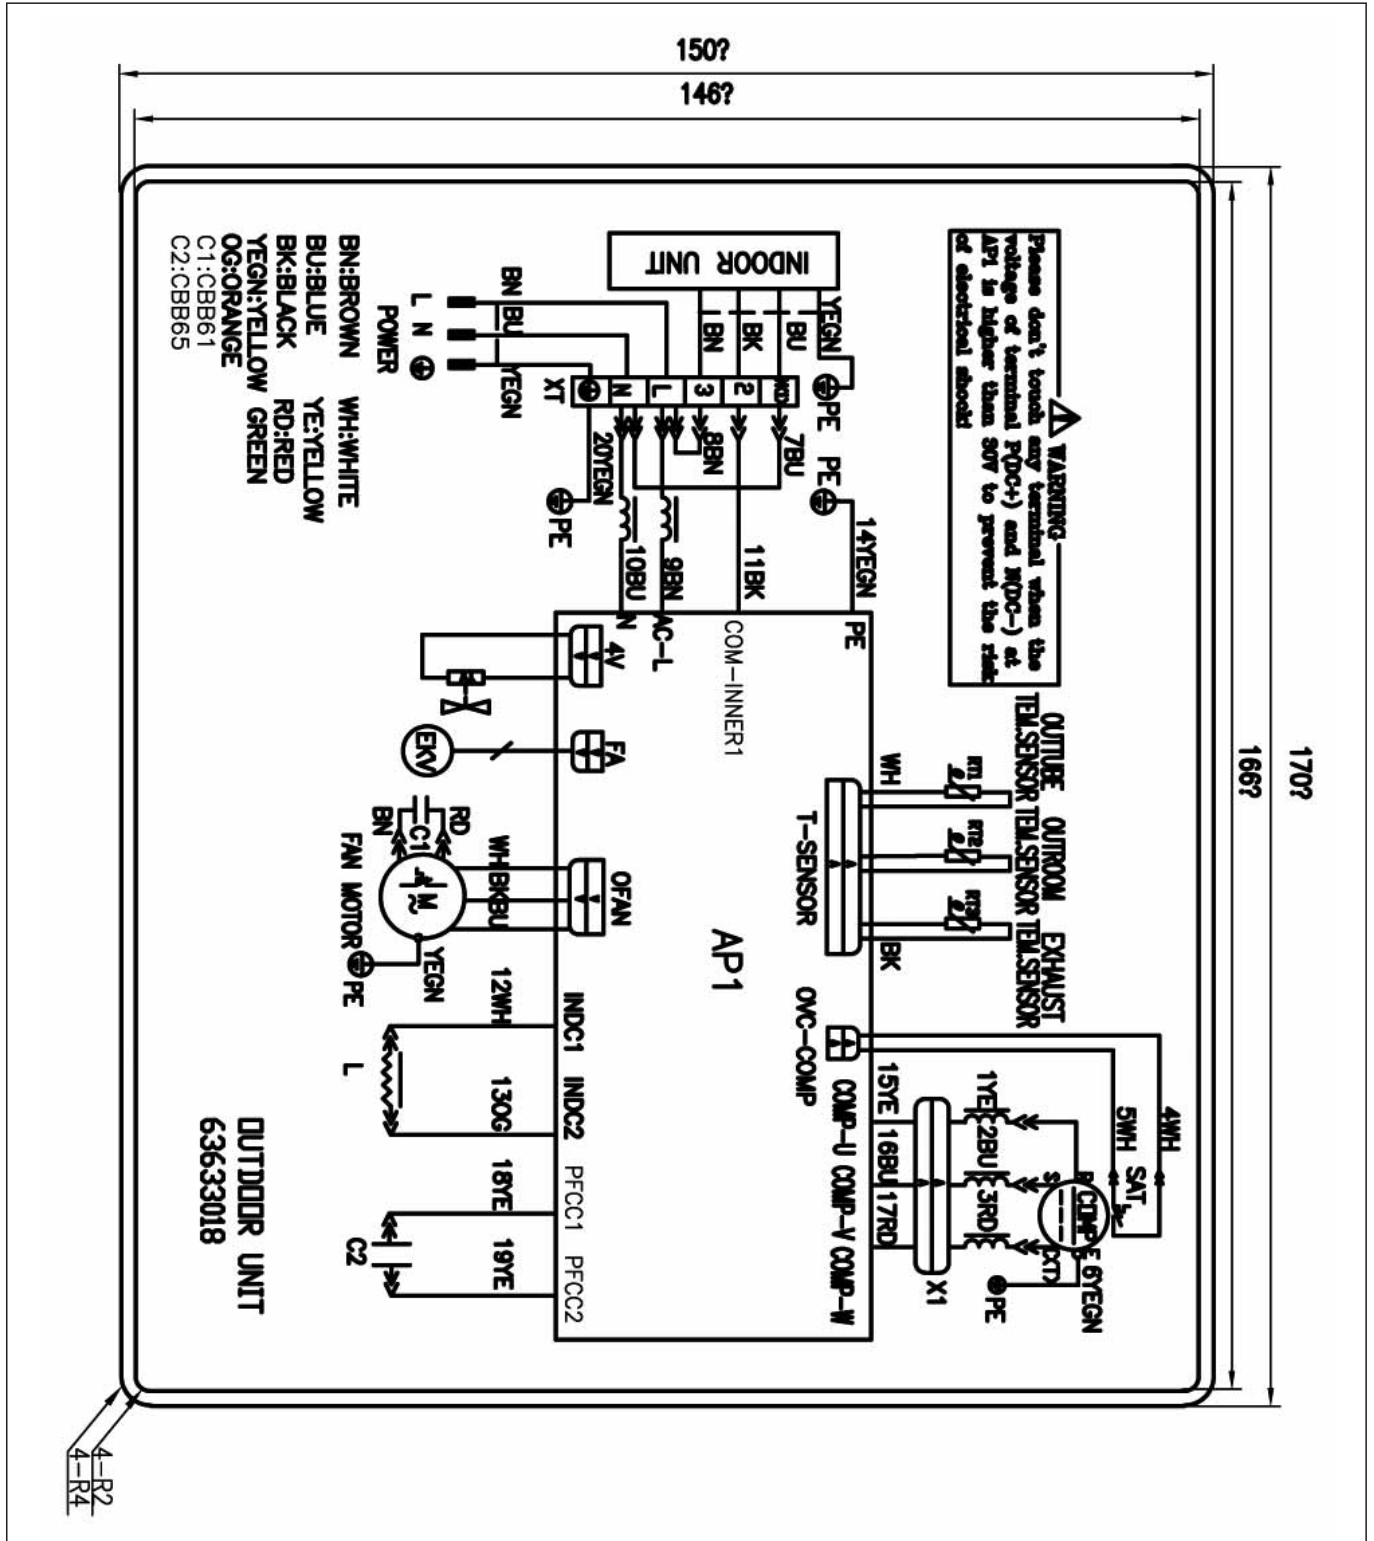 150?
146?
170?
166?
WARNING
Please don't touch any terminal when the
voltage of terminal P(DC+) and N(DC-) at
AP1 is higher than 30V to prevent the risk
of electrical shock!
INDOOR UNIT
YEGN
BU
BK
BN
PE
BN BU YEGN
L N
POWER
XT
N L 3 2
7BU
8BN
20YEGN
PE
PE
10BU
9BN
11BK
14YEGN
BN:BROWN WH:WHITE
BU:BLUE YE:YELLOW
BK:BLACK RD:RED
YEGN:YELLOW GREEN
OG:ORANGE
C1:CBB61
C2:CBB65
N
AC-L
COM-INNER1
PE
4V
FA
EKV
OFAN
WH BK BU
BN
RD
C1
M
FAN MOTOR
YEGN
PE
AP1
T-SENSOR
WH
BK
RT1
RT2
RT3
OUTTUBE OUTROOM EXHAUST
TEM.SENSOR TEM.SENSOR TEM.SENSOR
OVC-COMP
4WH
5WH
SAT
COMP-U COMP-V COMP-W
15YE 16BU 17RD
X1
1YE 2BU 3RD
R
S
COMP
E
6YEGN
PE
INDC1 INDC2
12WH
13OG
L
PFCC1 PFCC2
18YE
19YE
C2
OUTDOOR UNIT
63633018
4-R2
4-R4